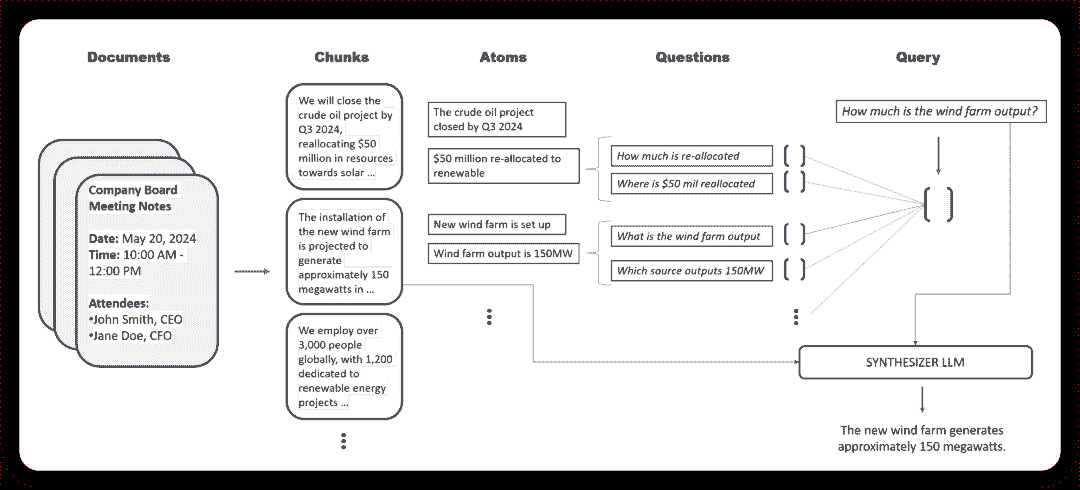 Documents
Chunks
Atoms
Questions
Query
Company Board
Meeting Notes
Date: May 20, 2024
Time: 10:00 AM -
12:00 PM
Attendees:
•John Smith, CEO
•Jane Doe, CFO
We will close the
crude oil project by
Q3 2024,
reallocating $50
million in resources
towards solar ...
The installation of
the new wind farm
is projected to
generate
approximately 150
megawatts in ...
We employ over
3,000 people
globally, with 1,200
dedicated to
renewable energy
projects ...
The crude oil project
closed by Q3 2024
$50 million re-allocated to
renewable
New wind farm is set up
Wind farm output is 150MW
How much is re-allocated
Where is $50 mil reallocated
What is the wind farm output
Which source outputs 150MW
How much is the wind farm output?
SYNTHESIZER LLM
The new wind farm generates
approximately 150 megawatts.